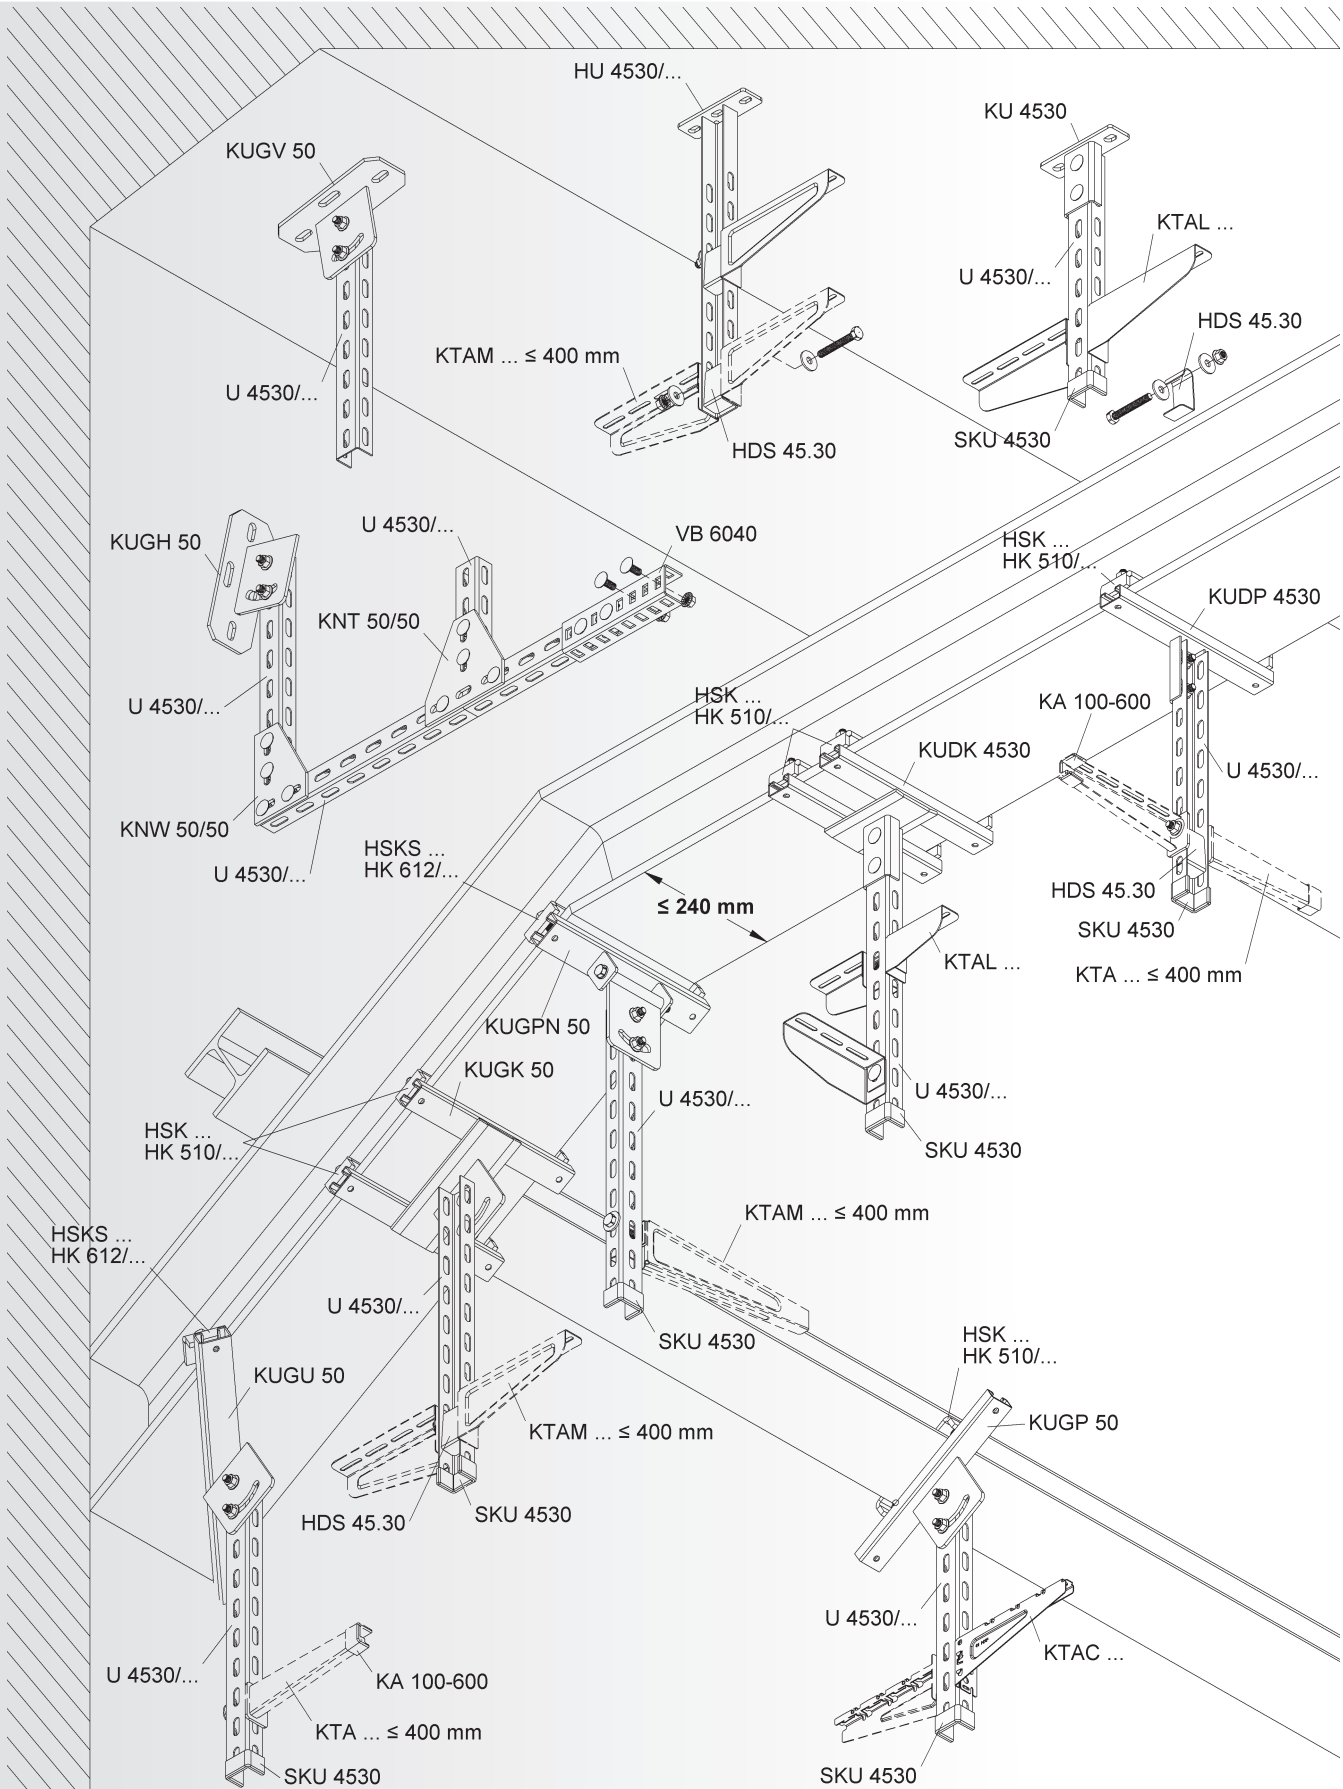 HU 4530/...
KU 4530
KUGV 50
KTAL ...
U 4530/...
HDS 45.30
KTAM ... ≤ 400 mm
U 4530/...
SKU 4530
HDS 45.30
U 4530/...
VB 6040
KUGH 50
HSK ...
HK 510/...
KUDP 4530
KNT 50/50
HSK ...
HK 510/...
KA 100-600
U 4530/...
KUDK 4530
U 4530/...
KNW 50/50
HSKS ...
HK 612/...
U 4530/...
HDS 45.30
≤ 240 mm
SKU 4530
KTAL ...
KTA ... ≤ 400 mm
KUGPN 50
KUGK 50
U 4530/...
U 4530/...
HSK ...
HK 510/...
SKU 4530
KTAM ... ≤ 400 mm
HSKS ...
HK 612/...
U 4530/...
SKU 4530
HSK ...
HK 510/...
KUGU 50
KUGP 50
KTAM ... ≤ 400 mm
HDS 45.30
SKU 4530
U 4530/...
KTAC ...
U 4530/...
KA 100-600
KTA ... ≤ 400 mm
SKU 4530
SKU 4530